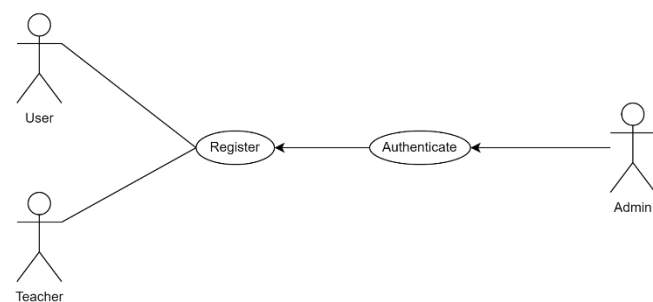 User
Register
Authenticate
Admin
Teacher